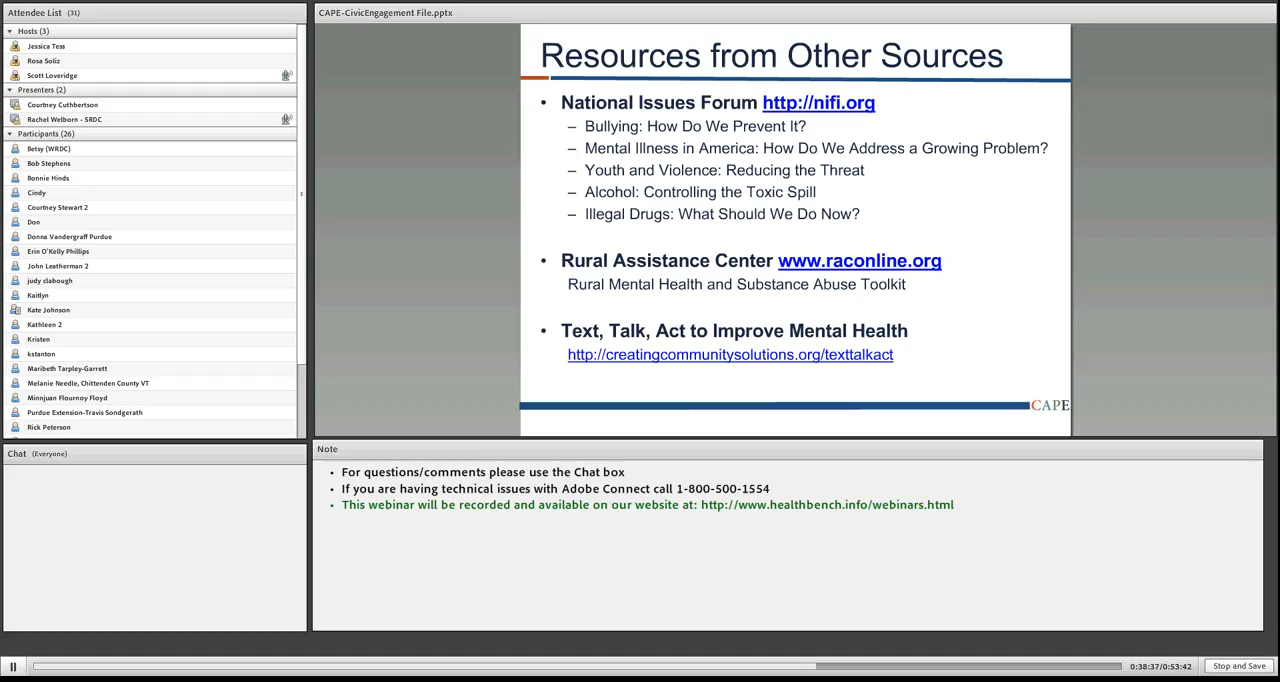 Attendee List (31)
Hosts (3)
Jessica Tess
Rosa Soliz
Scott Loveridge
Presenters (2)
Courtney Cuthbertson
Rachel Welborn - SRDC
Participants (26)
Betsy (WRDC)
Bob Stephens
Bonnie Hinds
Cindy
Courtney Stewart 2
Don
Donna Vandergraff Purdue
Erin O'Kelly Phillips
John Leatherman 2
judy clabough
Kaitlyn
Kate Johnson
Kathleen 2
Kristen
kstanton
Maribeth Tarpley-Garrett
Melanie Needle, Chittenden County VT
Minnjuan Flournoy Floyd
Purdue Extension-Travis Sondgerath
Rick Peterson
Chat (Everyone)
CAPE-CivicEngagement File.pptx
Resources from Other Sources
• National Issues Forum http://nifi.org
– Bullying: How Do We Prevent It?
– Mental Illness in America: How Do We Address a Growing Problem?
– Youth and Violence: Reducing the Threat
– Alcohol: Controlling the Toxic Spill
– Illegal Drugs: What Should We Do Now?
• Rural Assistance Center www.raconline.org
Rural Mental Health and Substance Abuse Toolkit
• Text, Talk, Act to Improve Mental Health
http://creatingcommunitysolutions.org/texttalkact
CAPE
Note
• For questions/comments please use the Chat box
• If you are having technical issues with Adobe Connect call 1-800-500-1554
• This webinar will be recorded and available on our website at: http://www.healthbench.info/webinars.html
0:38:37/0:53:42
Stop and Save